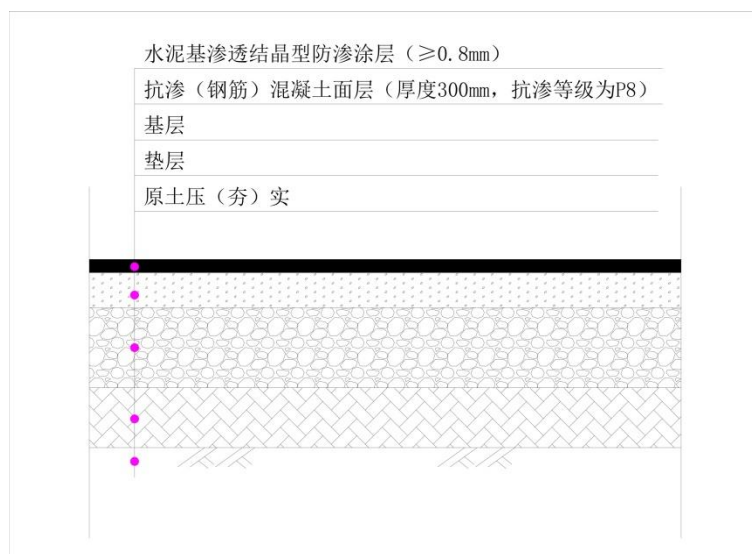 水泥基渗透结晶型防渗涂层（≥0.8mm）
抗渗（钢筋）混凝土面层（厚度300mm，抗渗等级为P8）
基层
垫层
原土压（夯）实